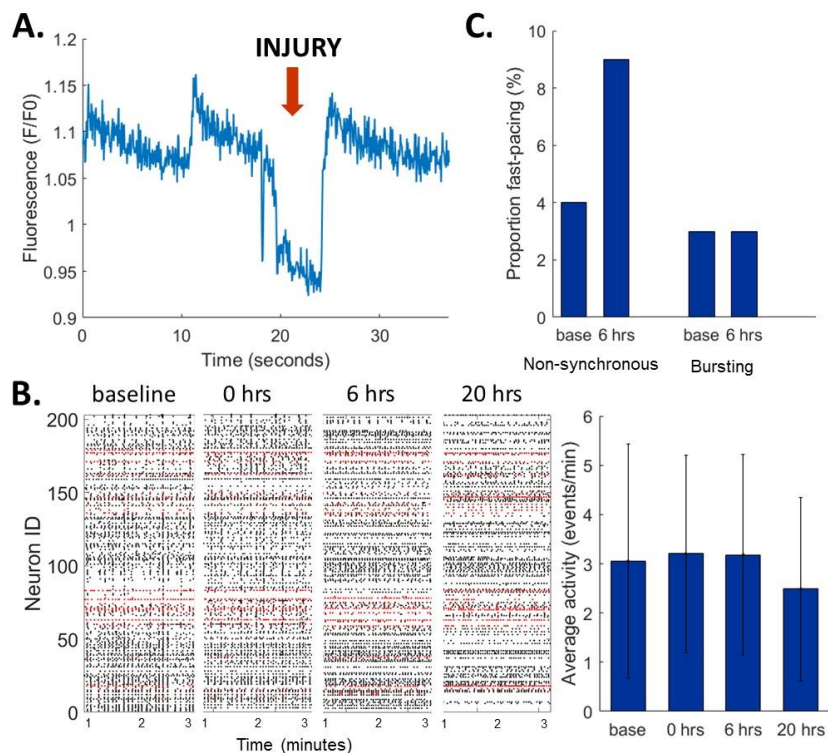 A.
INJURY
1.2
1.15
1.1
1.05
1
0.95
0.9
Fluorescence (F/F0)
0 10 20 30
Time (seconds)
C.
10
8
6
4
2
0
Proportion fast-pacing (%)
base 6 hrs base 6 hrs
Non-synchronous Bursting
B.
baseline 0 hrs 6 hrs 20 hrs
200
150
100
50
0
Neuron ID
1 2 3 1 2 3 1 2 3 1 2 3
Time (minutes)
6
5
4
3
2
1
0
Average activity (events/min)
base 0 hrs 6 hrs 20 hrs